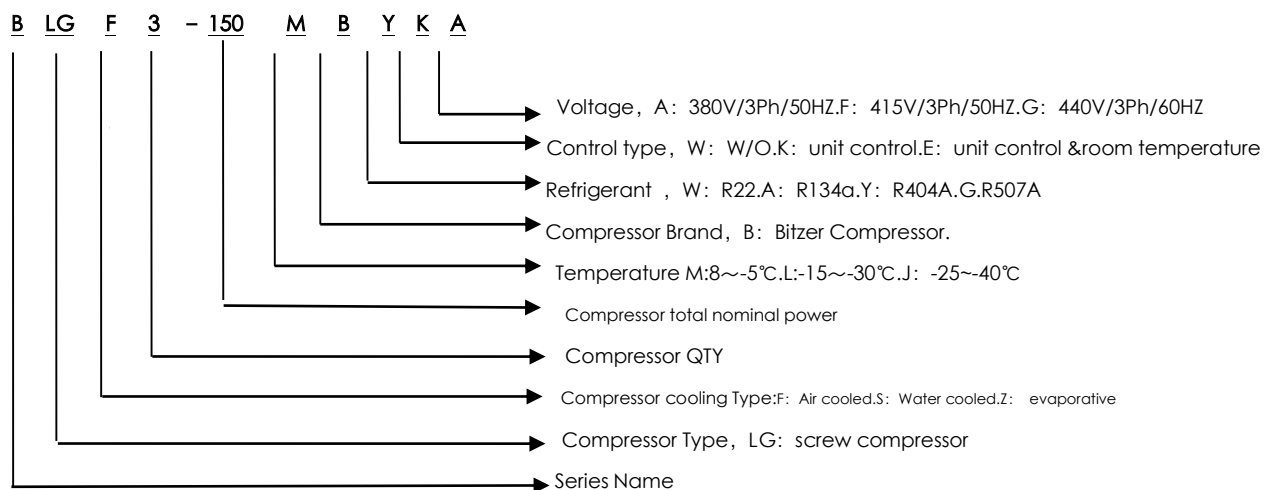 B LG F 3 – 150 M B Y K A
Voltage, A: 380V/3Ph/50HZ.F: 415V/3Ph/50HZ.G: 440V/3Ph/60HZ
Control type, W: W/O.K: unit control.E: unit control &room temperature
Refrigerant , W: R22.A: R134a.Y: R404A.G.R507A
Compressor Brand, B: Bitzer Compressor.
Temperature M:8～-5℃.L:-15～-30℃.J: -25~-40℃
Compressor total nominal power
Compressor QTY
Compressor cooling Type:F: Air cooled.S: Water cooled.Z: evaporative
Compressor Type, LG: screw compressor
Series Name